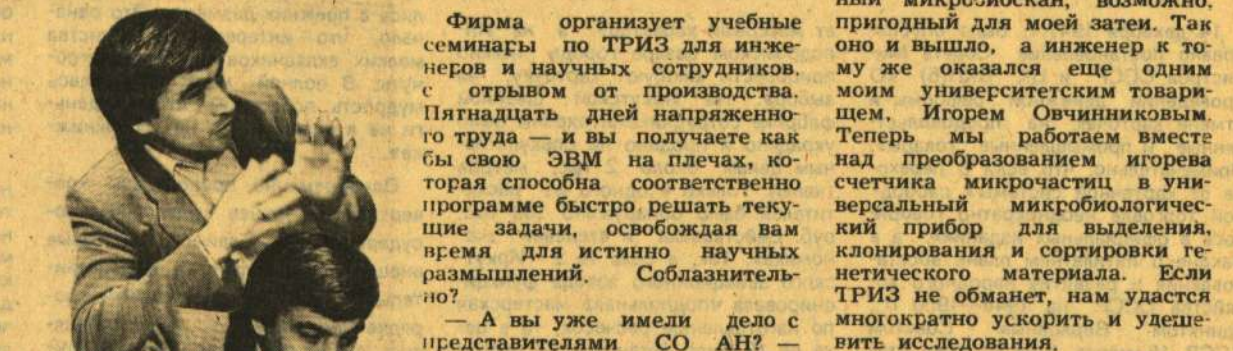 Фирма организует учебные
семинары по ТРИЗ для инже-
неров и научных сотрудников,
с отрывом от производства.
Пятнадцать дней напряженно-
го труда — и вы получаете как
бы свою ЭВМ на плечах, ко-
торая способна соответственно
программе быстро решать теку-
щие задачи, освобождая вам
время для истинно научных
размышлений. Соблазнитель-
но?
— А вы уже имели дело с
представителями СО АН? —
ный микробиоскан, возможно,
пригодный для моей затеи. Так
оно и вышло, а инженер к то-
му же оказался еще одним
моим университетским товари-
щем, Игорем Овчинниковым.
Теперь мы работаем вместе
над преобразованием игорева
счетчика микрочастиц в уни-
версальный микробиологичес-
кий прибор для выделения,
клонирования и сортировки ге-
нетического материала. Если
ТРИЗ не обманет, нам удастся
многократно ускорить и удеше-
вить исследования.